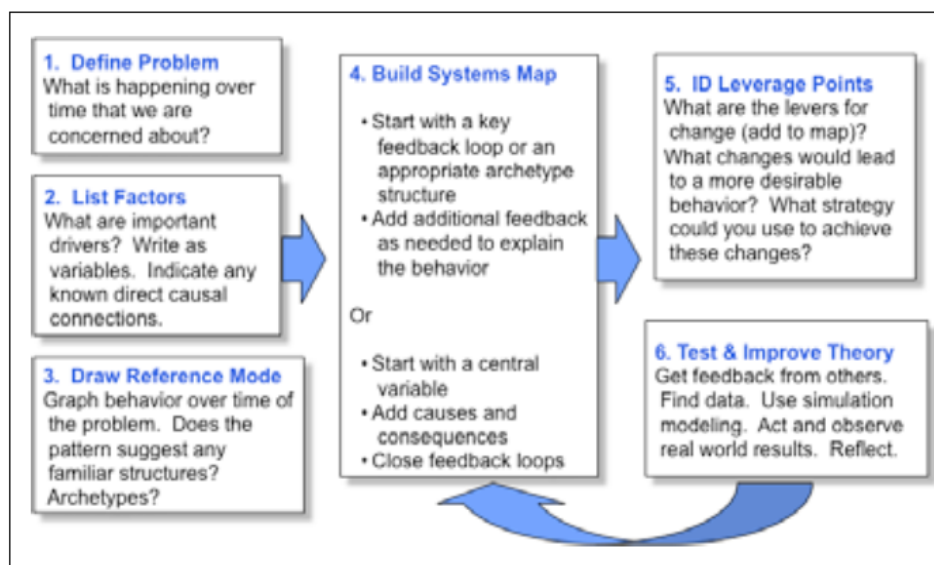 1. Define Problem
What is happening over
time that we are
concerned about?
2. List Factors
What are important
drivers? Write as
variables. Indicate any
known direct causal
connections.
3. Draw Reference Mode
Graph behavior over time of
the problem. Does the
pattern suggest any
familiar structures?
Archetypes?
4. Build Systems Map
• Start with a key
feedback loop or an
appropriate archetype
structure
• Add additional feedback
as needed to explain
the behavior
Or
• Start with a central
variable
• Add causes and
consequences
• Close feedback loops
5. ID Leverage Points
What are the levers for
change (add to map)?
What changes would lead
to a more desirable
behavior? What strategy
could you use to achieve
these changes?
6. Test & Improve Theory
Get feedback from others.
Find data. Use simulation
modeling. Act and observe
real world results. Reflect.